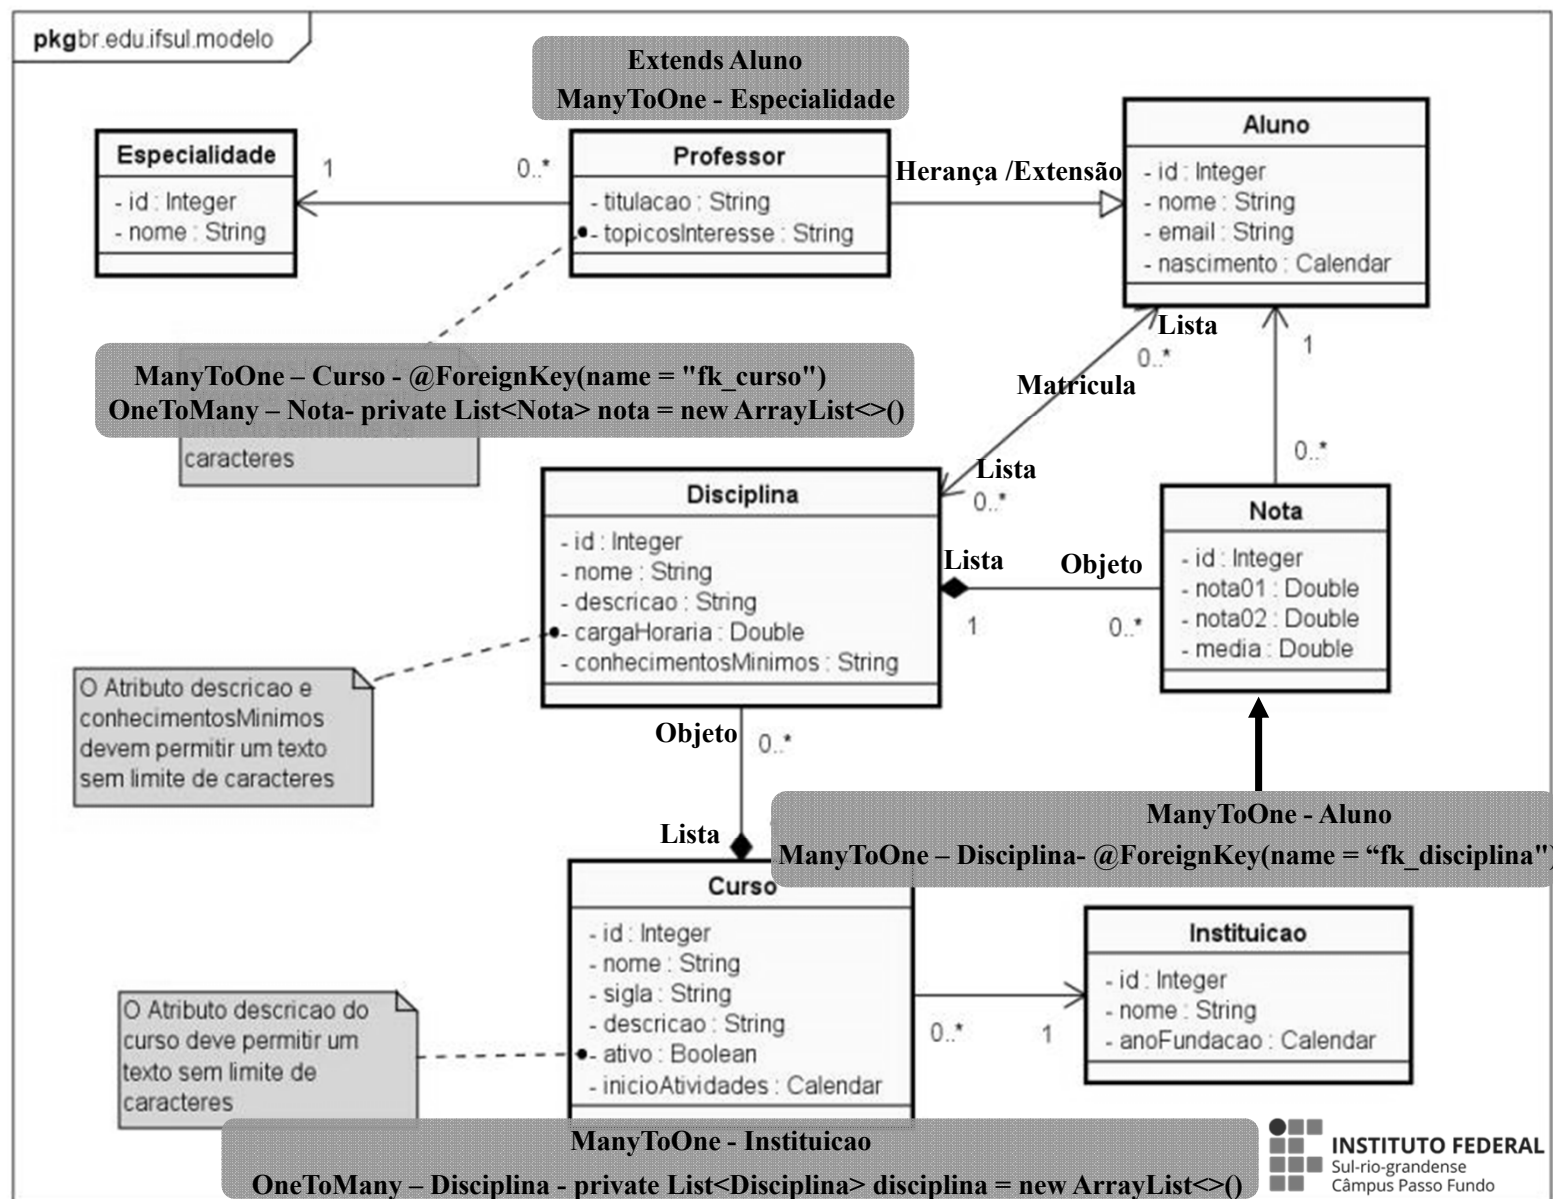 pkgbr.edu.ifsul.modelo
Extends Aluno
ManyToOne - Especialidade
Especialidade
- id : Integer
- nome : String
1
0..*
Professor
- titulacao : String
- topicosInteresse : String
Herança /Extensão
Aluno
- id : Integer
- nome : String
- email : String
- nascimento : Calendar
Lista
0..*
1
Matricula
ManyToOne – Curso - @ForeignKey(name = "fk_curso")
OneToMany – Nota- private List<Nota> nota = new ArrayList<>()
um texto sem limite de
caracteres
Lista
0..*
0..*
Disciplina
- id : Integer
- nome : String
- descricao : String
- cargaHoraria : Double
- conhecimentosMinimos : String
Lista
Objeto
1
0..*
Nota
- id : Integer
- nota01 : Double
- nota02 : Double
- media : Double
O Atributo descricao e
conhecimentosMinimos
devem permitir um texto
sem limite de caracteres
Objeto
0..*
ManyToOne - Aluno
ManyToOne – Disciplina- @ForeignKey(name = “fk_disciplina")
Lista
Curso
- id : Integer
- nome : String
- sigla : String
- descricao : String
- ativo : Boolean
- inicioAtividades : Calendar
0..*
1
Instituicao
- id : Integer
- nome : String
- anoFundacao : Calendar
O Atributo descricao do
curso deve permitir um
texto sem limite de
caracteres
ManyToOne - Instituicao
OneToMany – Disciplina - private List<Disciplina> disciplina = new ArrayList<>()
INSTITUTO FEDERAL
Sul-rio-grandense
Câmpus Passo Fundo